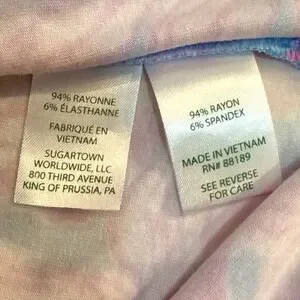 94% RAYONNE
6% ÉLASTHANNE
FABRIQUÉ EN
VIETNAM
SUGARTOWN
WORLDWIDE, LLC
800 THIRD AVENUE
KING OF PRUSSIA, PA
94% RAYON
6% SPANDEX
MADE IN VIETNAM
RN# 88189
SEE REVERSE
FOR CARE